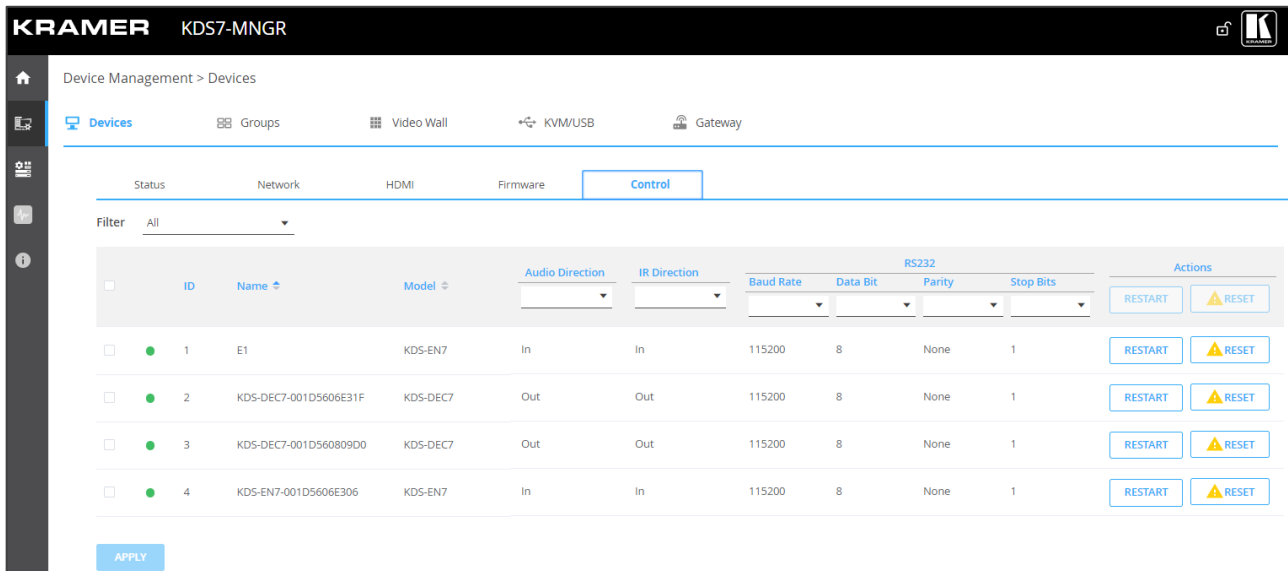 KRAMER KDS7-MNGR
KRAMER
Device Management > Devices
Devices Groups Video Wall KVM/USB Gateway
Status Network HDMI Firmware Control
Filter All
RS232
Audio Direction IR Direction Actions
ID Name Model Baud Rate Data Bit Parity Stop Bits
RESTART RESET
1 E1 KDS-EN7 In In 115200 8 None 1 RESTART RESET
2 KDS-DEC7-001D5606E31F KDS-DEC7 Out Out 115200 8 None 1 RESTART RESET
3 KDS-DEC7-001D560809D0 KDS-DEC7 Out Out 115200 8 None 1 RESTART RESET
4 KDS-EN7-001D5606E306 KDS-EN7 In In 115200 8 None 1 RESTART RESET
APPLY